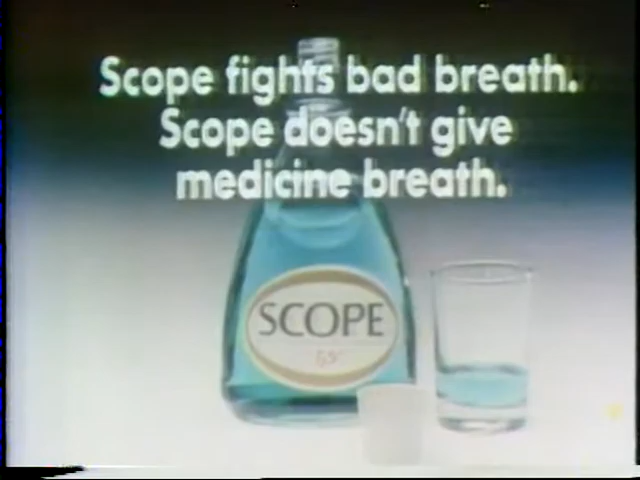 Scope fights bad breath.
Scope doesn't give
medicine breath.
SCOPE